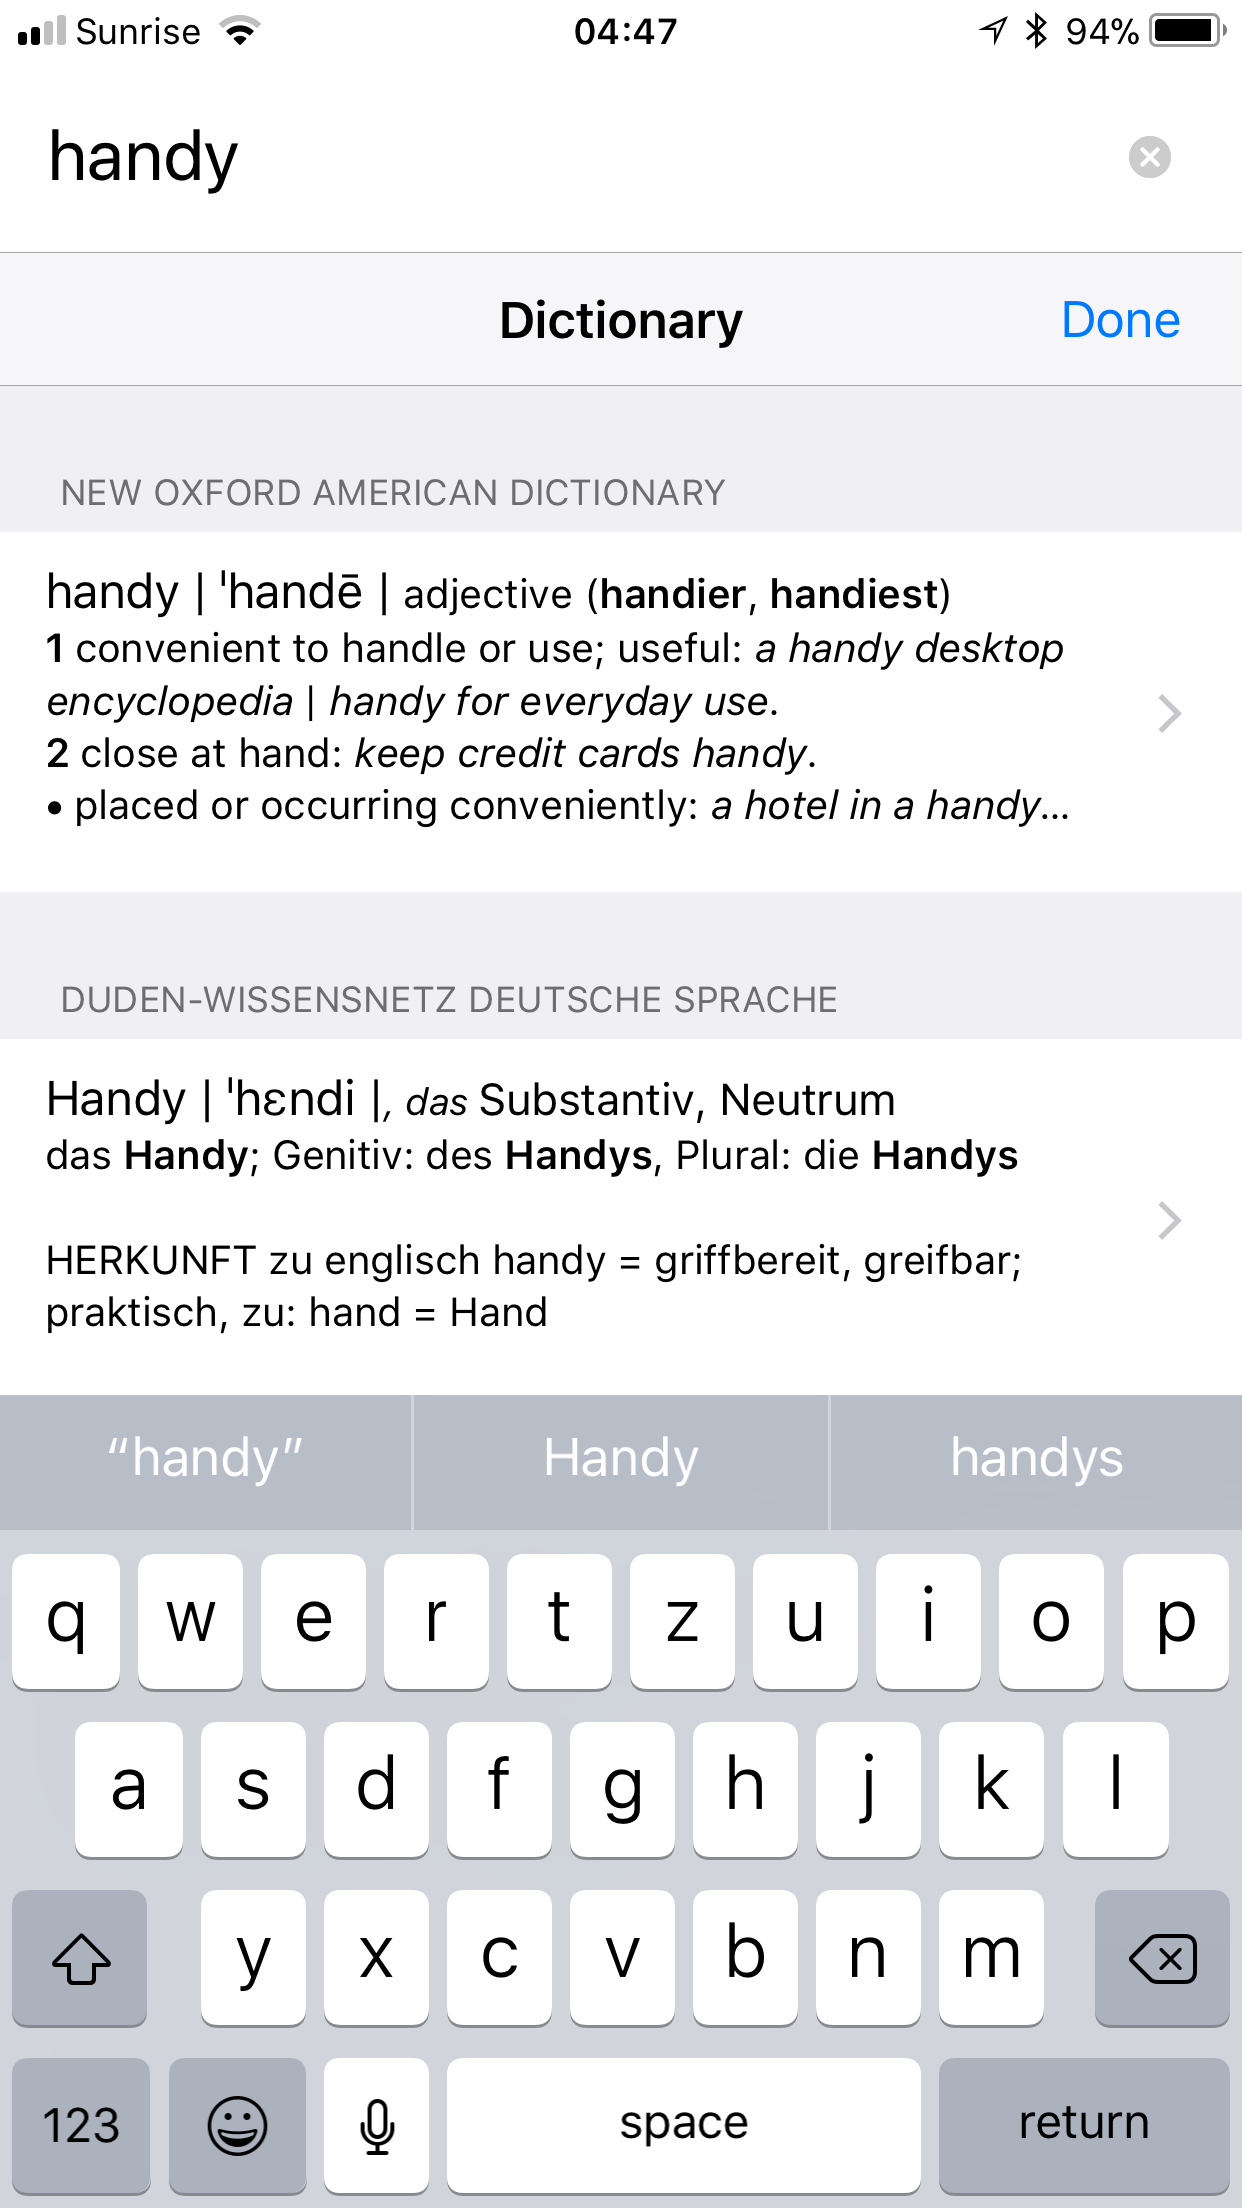 Sunrise 04:47 94%
handy
Dictionary Done
NEW OXFORD AMERICAN DICTIONARY
handy | ˈhandē | adjective (handier, handiest)
1 convenient to handle or use; useful: a handy desktop
encyclopedia | handy for everyday use.
2 close at hand: keep credit cards handy.
• placed or occurring conveniently: a hotel in a handy…
DUDEN-WISSENSNETZ DEUTSCHE SPRACHE
Handy | ˈhɛndi |, das Substantiv, Neutrum
das Handy; Genitiv: des Handys, Plural: die Handys
HERKUNFT zu englisch handy = griffbereit, greifbar;
praktisch, zu: hand = Hand
“handy” Handy handys
q w e r t z u i o p
a s d f g h j k l
y x c v b n m
123 space return